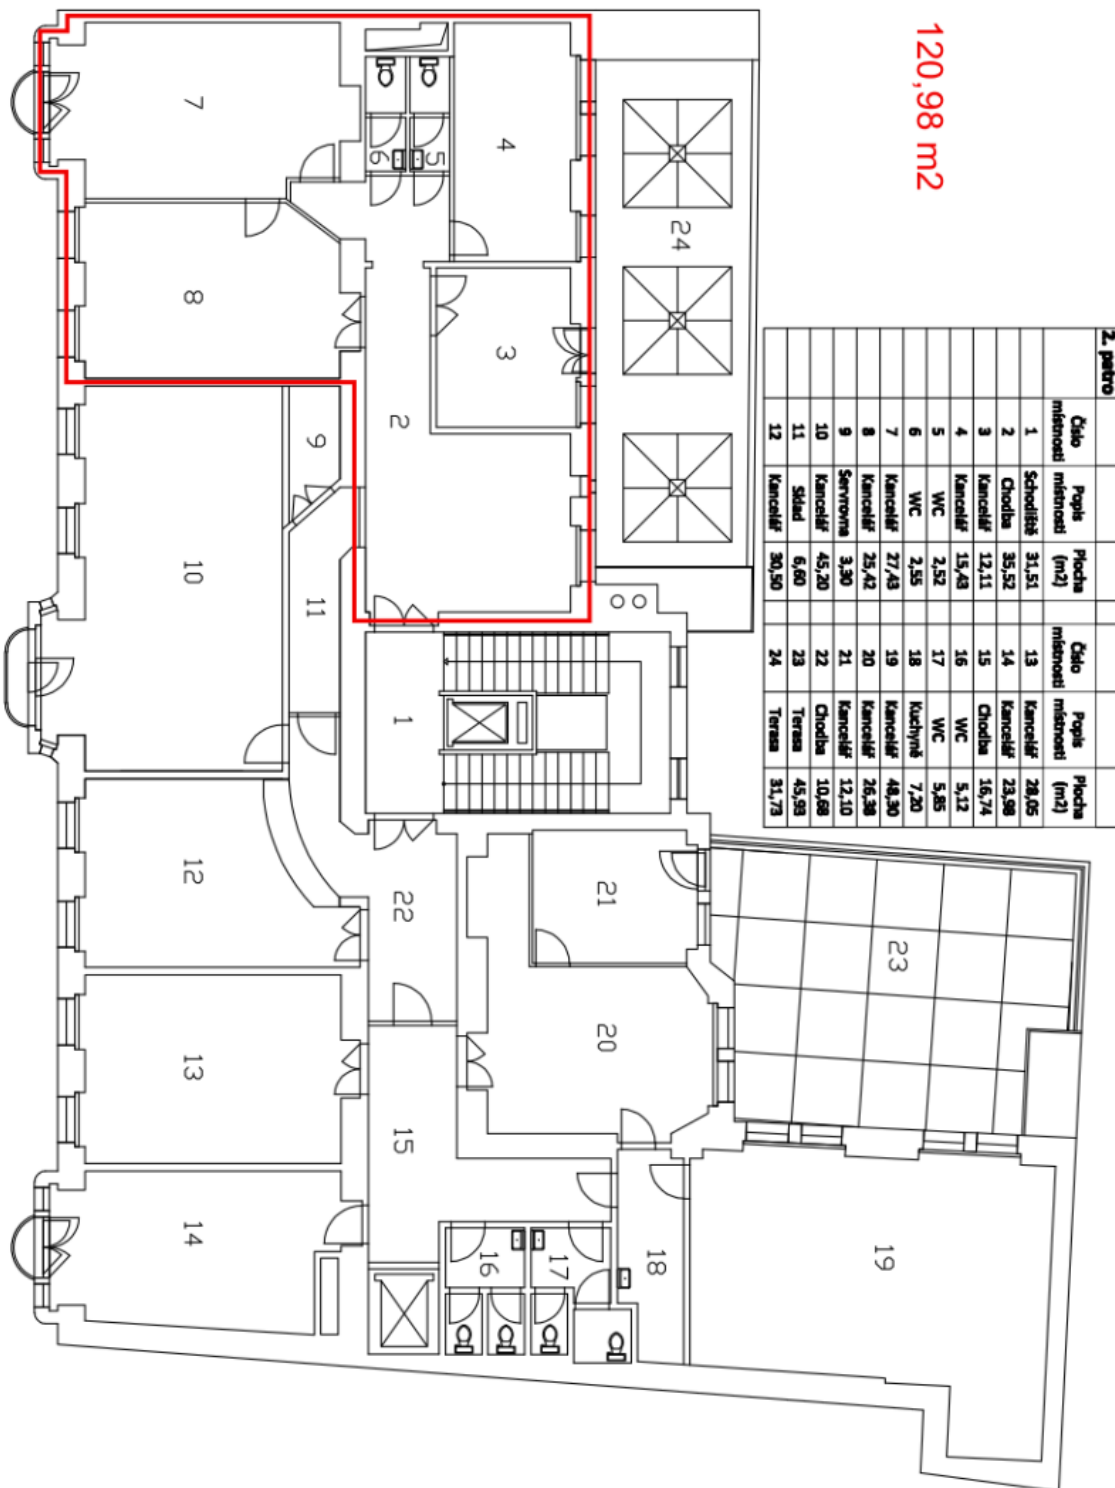 120,98 m2
2. patro
Číslo místnosti Popis místnosti Plocha (m2) Číslo místnosti Popis místnosti Plocha (m2)
1 Schodiště 31,51 13 Kancelář 28,05
2 Chodba 35,52 14 Kancelář 23,98
3 Kancelář 12,11 15 Chodba 16,74
4 Kancelář 15,43 16 WC 5,12
5 WC 2,52 17 WC 5,85
6 WC 2,55 18 Kuchyně 7,20
7 Kancelář 27,43 19 Kancelář 48,30
8 Kancelář 25,42 20 Kancelář 26,38
9 Servrovna 3,30 21 Kancelář 12,10
10 Kancelář 45,20 22 Chodba 10,68
11 Sklad 6,60 23 Terasa 45,93
12 Kancelář 30,50 24 Terasa 31,73
24
4
5
6
7
3
8
2
9
10
11
1
12
22
21
23
20
13
15
14
16
17
18
19